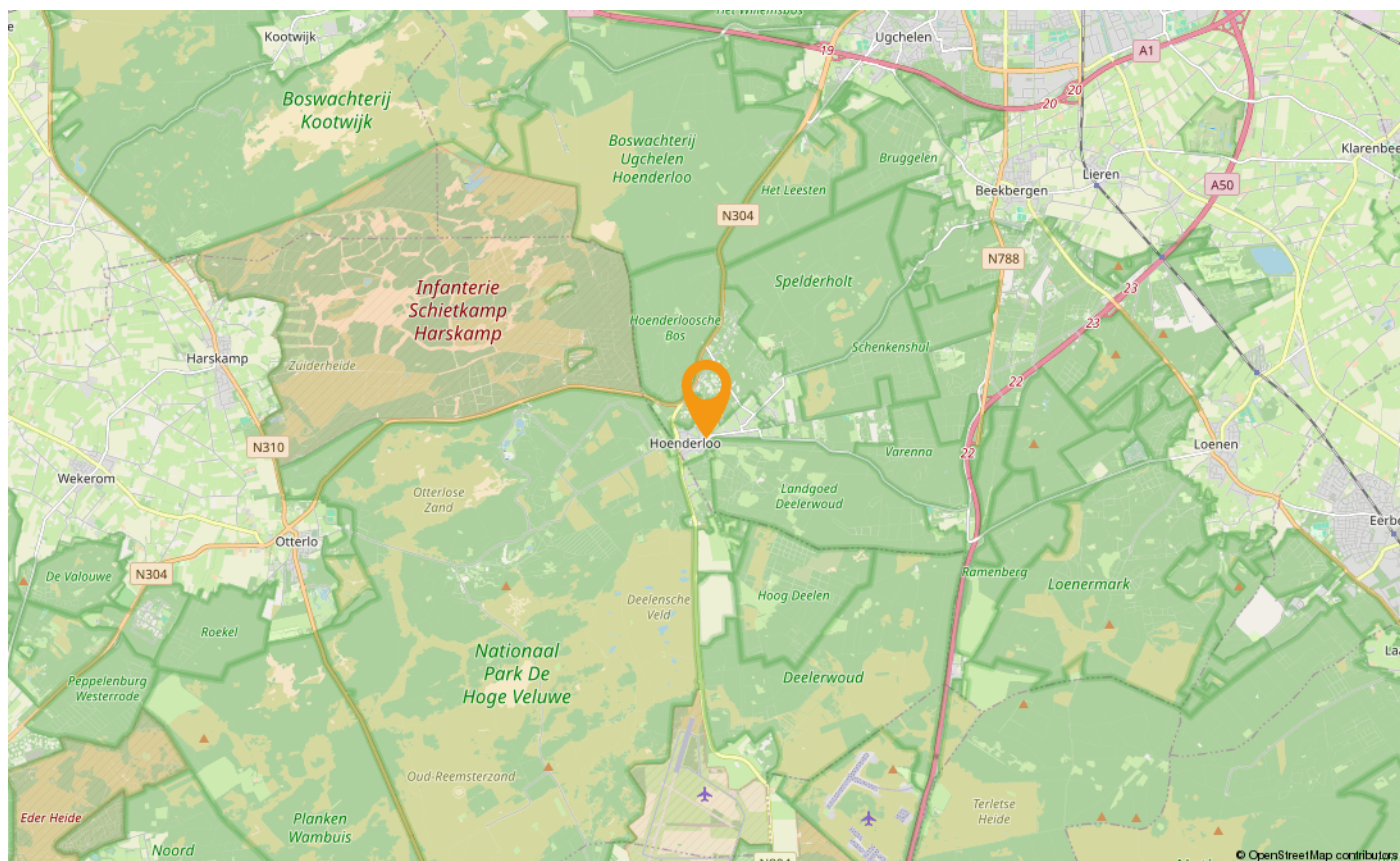 Het Willemsbos
e
Kootwijk
Ugchelen
19
A1
20
20
Boswachterij
Kootwijk
Boswachterij
Ugchelen
Hoenderloo
Bruggelen
Klarenbee
Lieren
Beekbergen
A50
Het Leesten
N304
N788
Spelderholt
Infanterie
Schietkamp
Harskamp
23
23
Hoenderloosche
Bos
Schenkenshul
Harskamp
Zuiderheide
22
N310
Hoenderloo
Varenna
22
Loenen
Wekerom
Otterlose
Zand
Landgoed
Deelerwoud
Eerbe
Otterlo
De Valouwe
N304
Ramenberg
Loenermark
Deelensche
Veld
Hoog Deelen
Roekel
Nationaal
Park De
Hoge Veluwe
Laa
Peppelenburg
Westerrode
Deelerwoud
Oud-Reemsterzand
Terletse
Heide
Eder Heide
Planken
Wambuis
Noord
© OpenStreetMap contributors